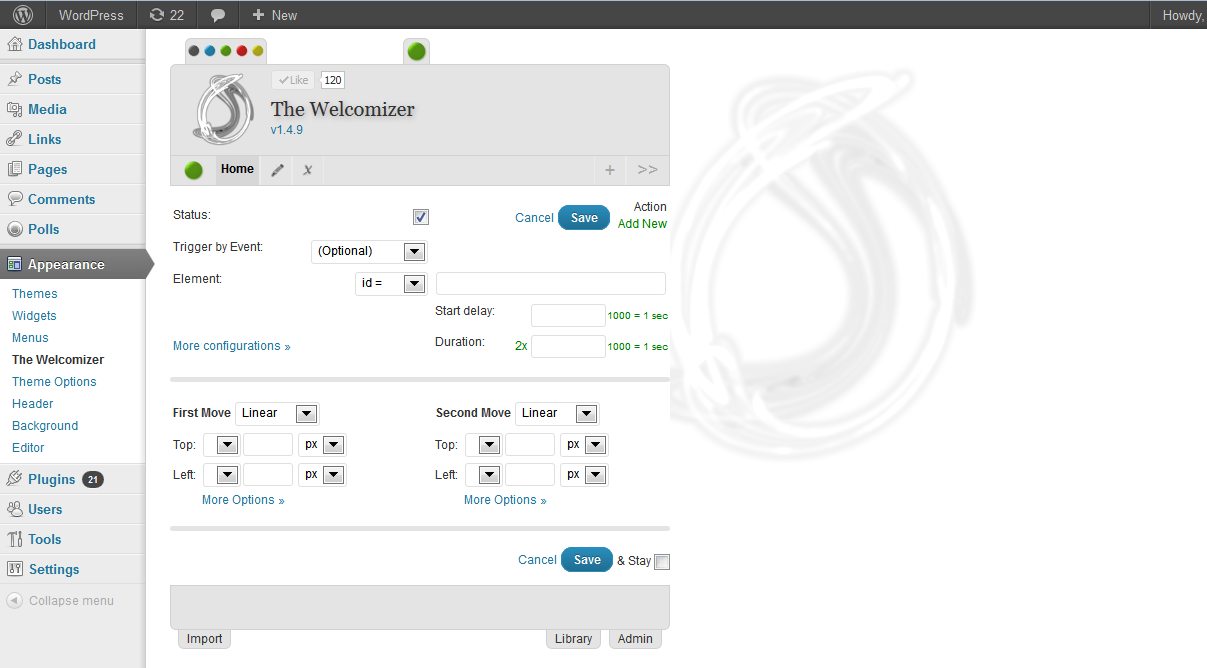 WordPress 22 + New Howdy,
Dashboard
Posts
Media
Links
Pages
Comments
Polls
Appearance
Themes
Widgets
Menus
The Welcomizer
Theme Options
Header
Background
Editor
Plugins 21
Users
Tools
Settings
Collapse menu
Like 120
The Welcomizer
v1.4.9
Home x + >>
Status: Cancel Save Action
Add New
Trigger by Event: (Optional)
Element: id =
Start delay: 1000 = 1 sec
More configurations » Duration: 2x 1000 = 1 sec
First Move Linear Second Move Linear
Top: px Top: px
Left: px Left: px
More Options » More Options »
Cancel Save & Stay
Import Library Admin